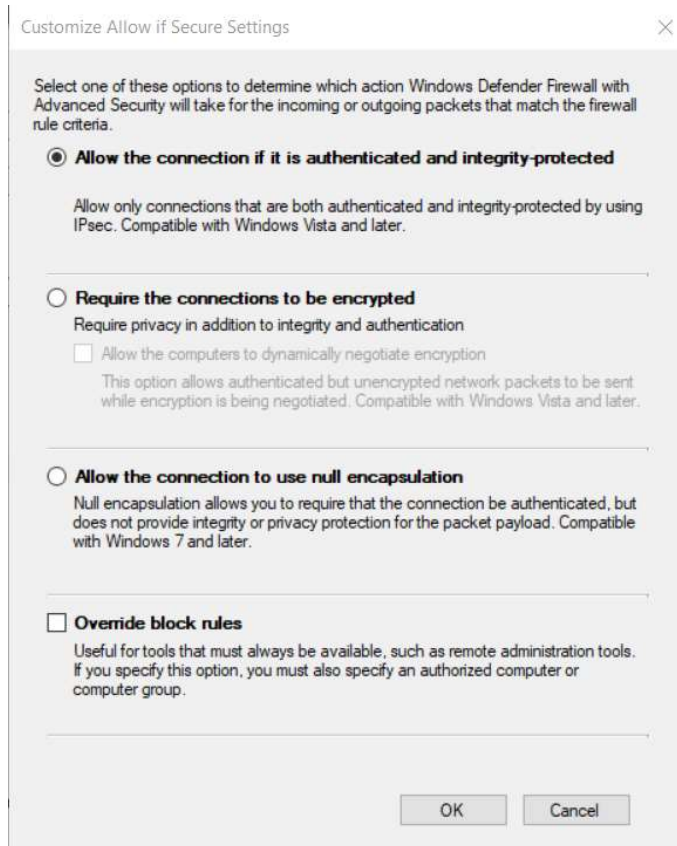 Customize Allow if Secure Settings
Select one of these options to determine which action Windows Defender Firewall with
Advanced Security will take for the incoming or outgoing packets that match the firewall
rule criteria.
Allow the connection if it is authenticated and integrity-protected
Allow only connections that are both authenticated and integrity-protected by using
IPsec. Compatible with Windows Vista and later.
Require the connections to be encrypted
Require privacy in addition to integrity and authentication
Allow the computers to dynamically negotiate encryption
This option allows authenticated but unencrypted network packets to be sent
while encryption is being negotiated. Compatible with Windows Vista and later.
Allow the connection to use null encapsulation
Null encapsulation allows you to require that the connection be authenticated, but
does not provide integrity or privacy protection for the packet payload. Compatible
with Windows 7 and later.
Override block rules
Useful for tools that must always be available, such as remote administration tools.
If you specify this option, you must also specify an authorized computer or
computer group.
OK Cancel